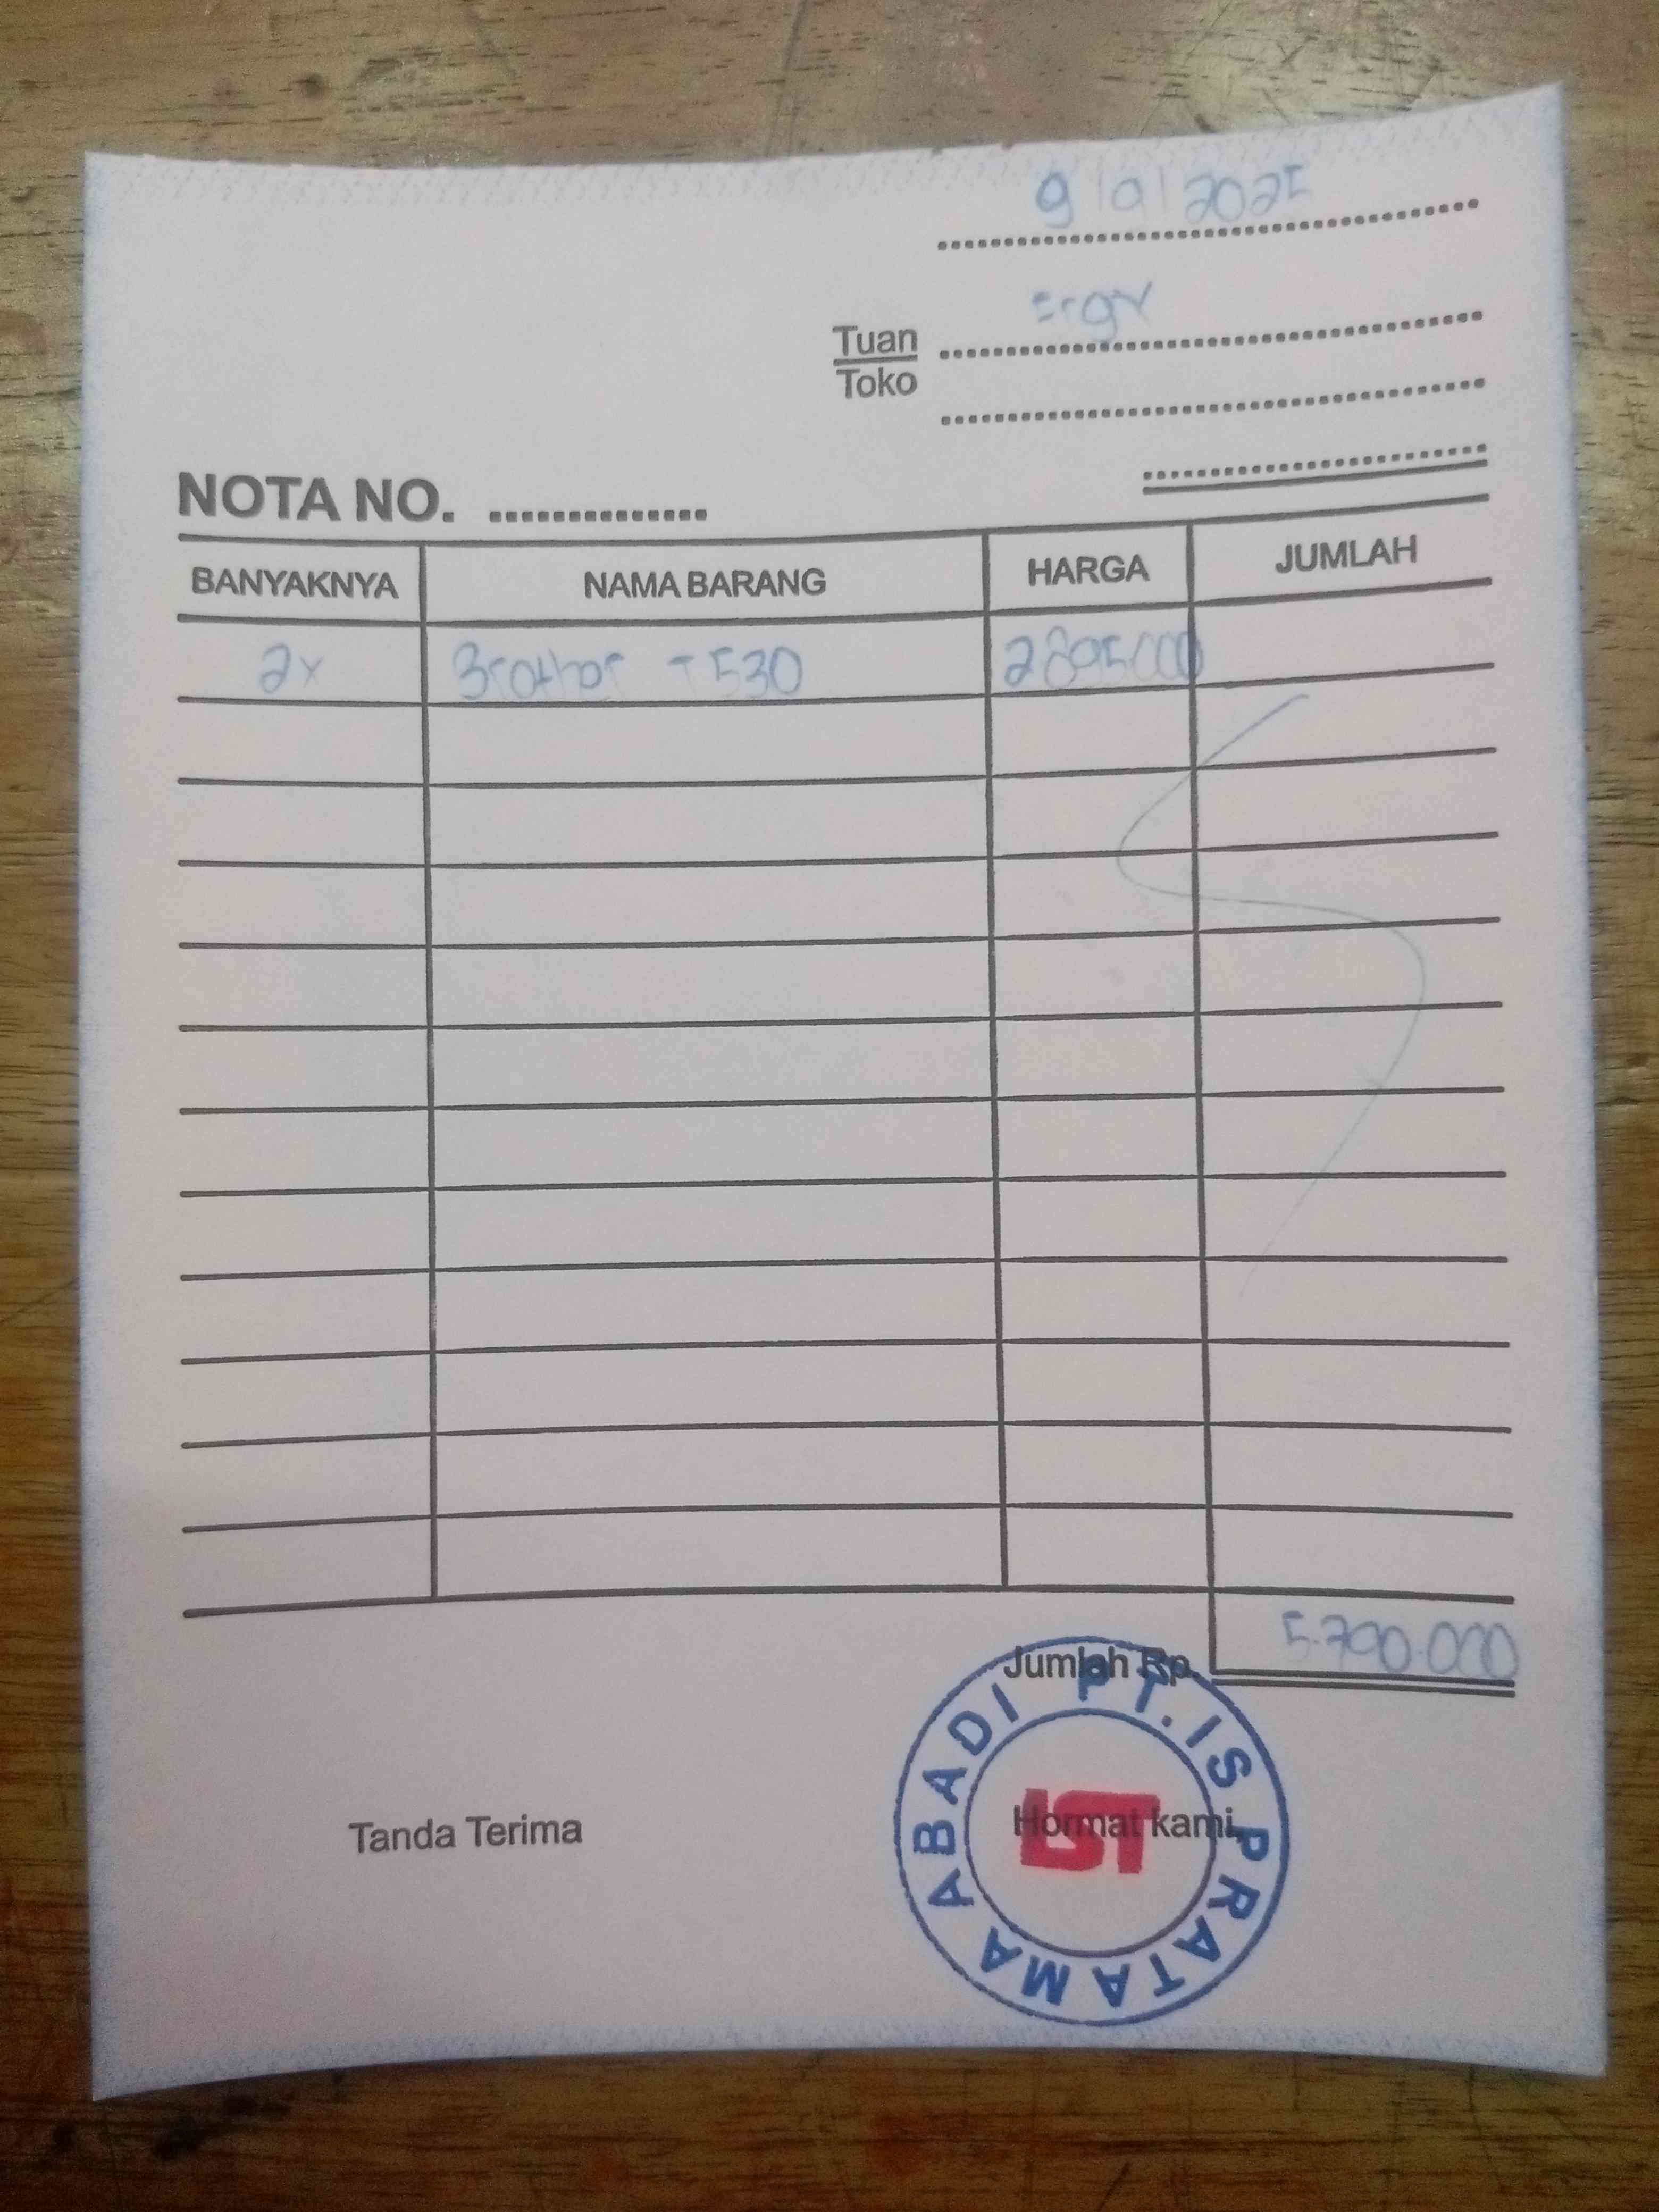 9/9/2025
Tuan
Toko
NOTA NO. ..............
BANYAKNYA NAMA BARANG HARGA JUMLAH
2x Brother T530 2895000
Jumlah Rp. 5.790.000
Tanda Terima Hormat kami,
PT. IS PRATAMA ABADI
IST